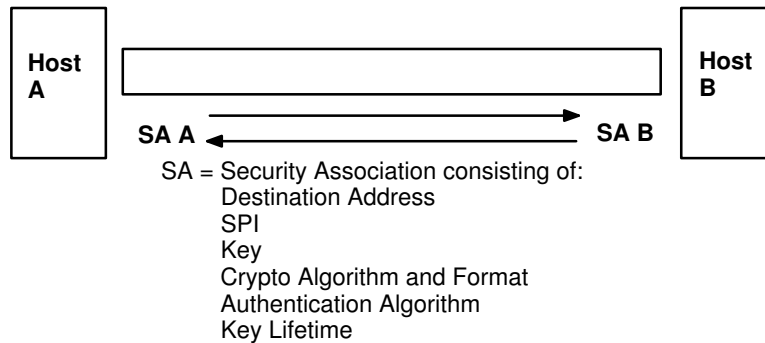 Host
A
Host
B
SA A
SA B
SA = Security Association consisting of:
Destination Address
SPI
Key
Crypto Algorithm and Format
Authentication Algorithm
Key Lifetime